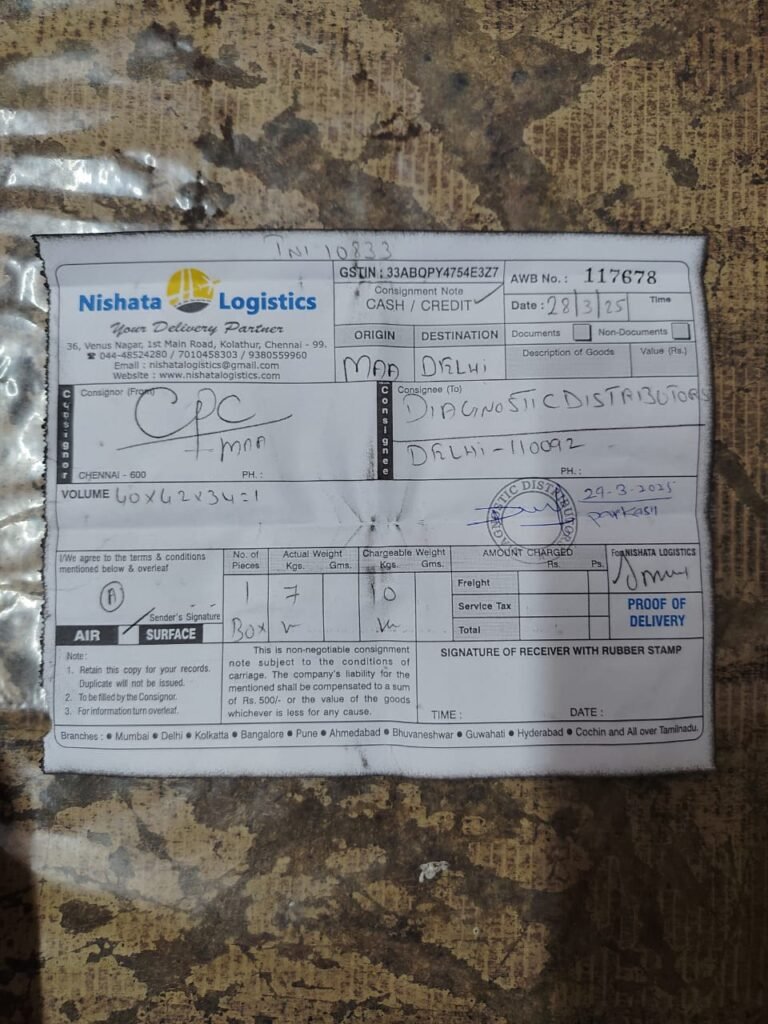 TNI 10833
Nishata Logistics
Your Delivery Partner
36, Venus Nagar, 1st Main Road, Kolathur, Chennai - 99.
☎ 044-48524280 / 7010458303 / 9380559960
Email : nishatalogistics@gmail.com
Website : www.nishatalogistics.com
GSTIN : 33ABQPY4754E3Z7
Consignment Note
CASH / CREDIT ✓
AWB No. : 117678
Date : 28/3/25 Time
ORIGIN DESTINATION
MAA DELHI
Documents Non-Documents
Description of Goods Value (Rs.)
Consignor
Consignor (From)
CPC
MAA
CHENNAI - 600 PH. :
Consignee
Consignee (To)
DIAGNOSTIC DISTRIBUTORS
DELHI - 110092
PH. :
VOLUME 40x42x34=1
DIAGNOSTIC DISTRIBUTOR
29-3-2025
I/We agree to the terms & conditions
mentioned below & overleaf
A
Sender's Signature
AIR SURFACE
No. of Pieces Actual Weight Kgs. Gms. Chargeable Weight Kgs. Gms.
1 7 10
BOX
AMOUNT CHARGED
Rs. Ps.
Freight
Service Tax
Total
For NISHATA LOGISTICS
PROOF OF
DELIVERY
Note :
1. Retain this copy for your records.
Duplicate will not be issued.
2. To be filled by the Consignor.
3. For information turn overleaf.
This is non-negotiable consignment
note subject to the conditions of
carriage. The company's liability for the
mentioned shall be compensated to a sum
of Rs. 500/- or the value of the goods
whichever is less for any cause.
SIGNATURE OF RECEIVER WITH RUBBER STAMP
TIME : DATE :
Branches : ● Mumbai ● Delhi ● Kolkatta ● Bangalore ● Pune ● Ahmedabad ● Bhuvaneshwar ● Guwahati ● Hyderabad ● Cochin and All over Tamilnadu.